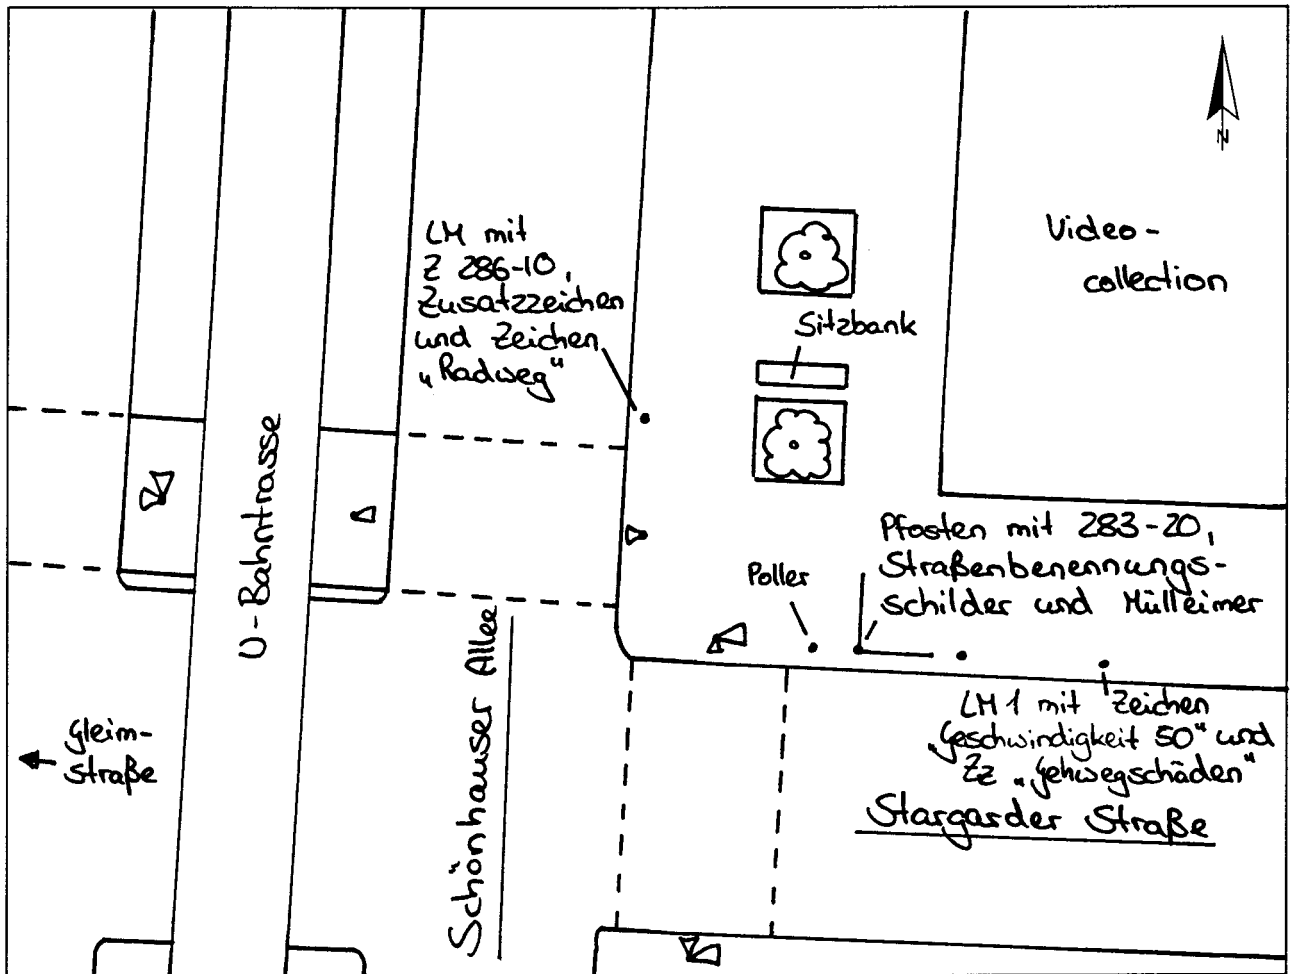 N
LM mit
Z 286-10,
Zusatzzeichen
und Zeichen
„Radweg“
Video-
collection
Sitzbank
U-Bahntrasse
Pfosten mit 283-20,
Straßenbenennungs-
schilder und Mülleimer
Poller
Schönhauser Allee
LM 1 mit Zeichen
„Geschwindigkeit 50“ und
Zz „Gehwegschäden“
Gleim-
straße
Stargarder Straße